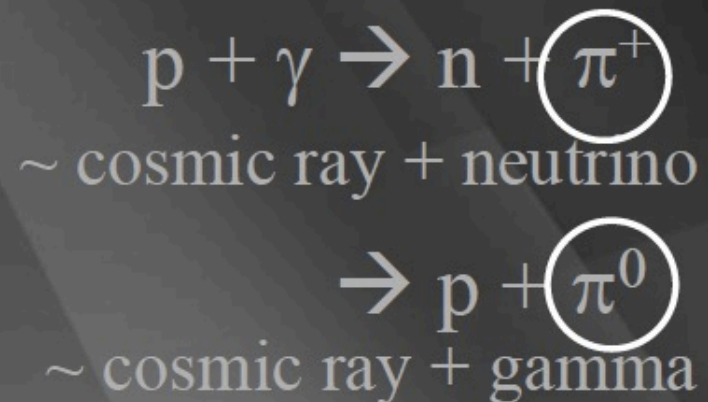 p + γ → n + π⁺
~ cosmic ray + neutrino
→ p + π⁰
~ cosmic ray + gamma